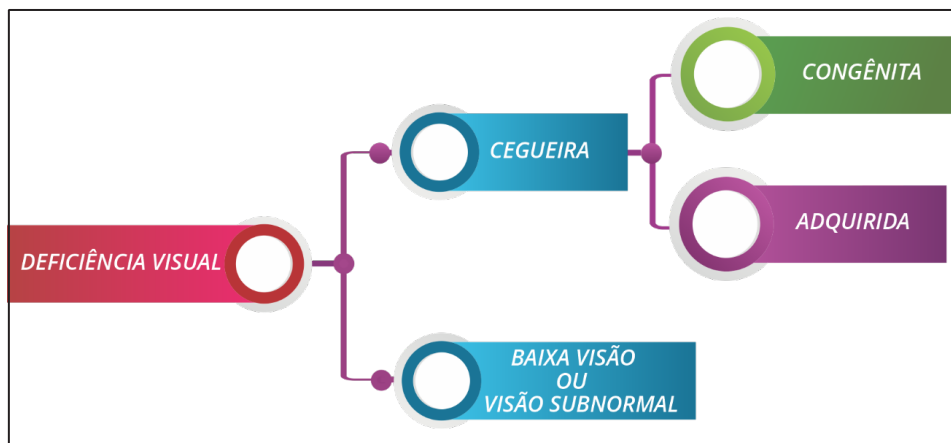 DEFICIÊNCIA VISUAL
CEGUEIRA
CONGÊNITA
ADQUIRIDA
BAIXA VISÃO
OU
VISÃO SUBNORMAL